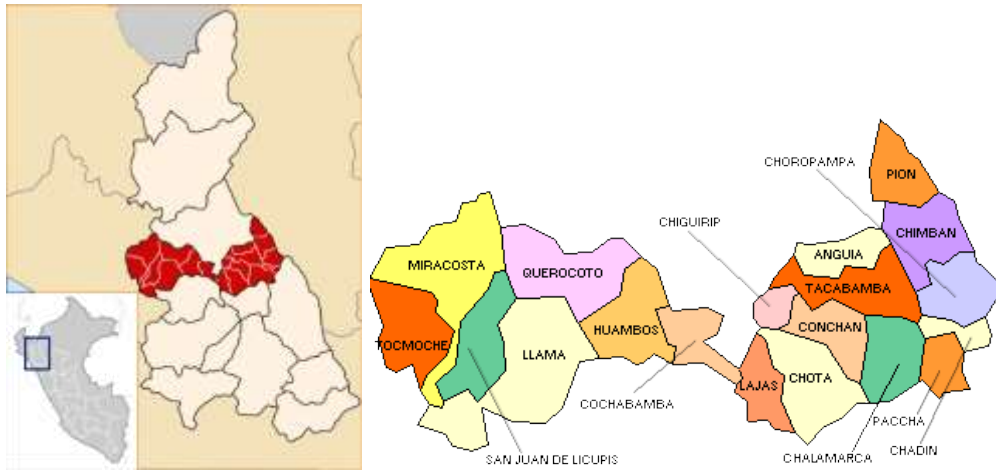 PION
CHOROPAMPA
CHIGUIRIP
CHIMBAN
ANGUIA
MIRACOSTA
QUEROCOTO
TACABAMBA
HUAMBOS
CONCHAN
TOCMOCHE
LLAMA
LAJAS
CHOTA
COCHABAMBA
PACCHA
CHADIN
SAN JUAN DE LICUPIS
CHALAMARCA